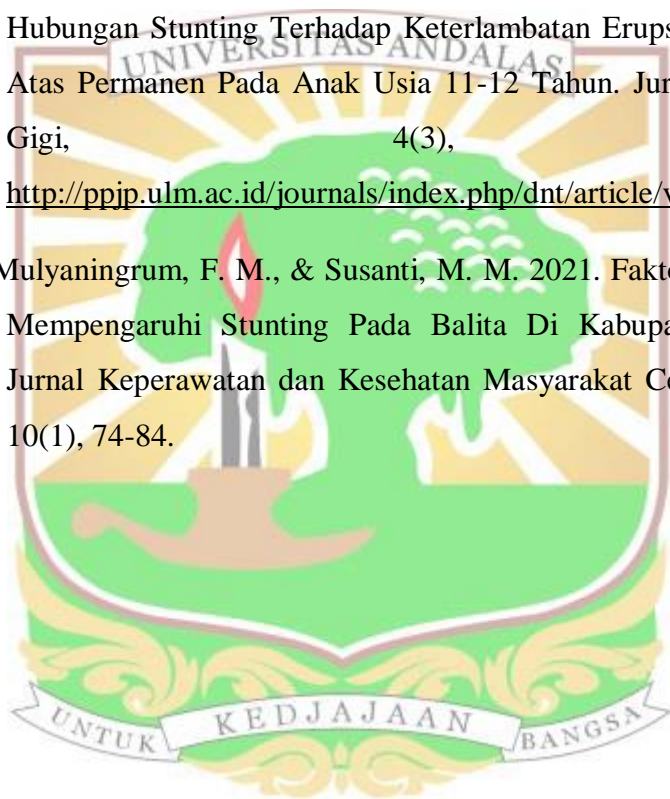 Hubungan Stunting Terhadap Keterlambatan Erups
UNIVERSITAS ANDALAS
Atas Permanen Pada Anak Usia 11-12 Tahun. Jur
Gigi, 4(3),
http://ppjp.ulm.ac.id/journals/index.php/dnt/article/v
Mulyaningrum, F. M., & Susanti, M. M. 2021. Fakto
Mempengaruhi Stunting Pada Balita Di Kabupa
Jurnal Keperawatan dan Kesehatan Masyarakat C
10(1), 74-84.
UNTUK KEDJAJAAN BANGSA